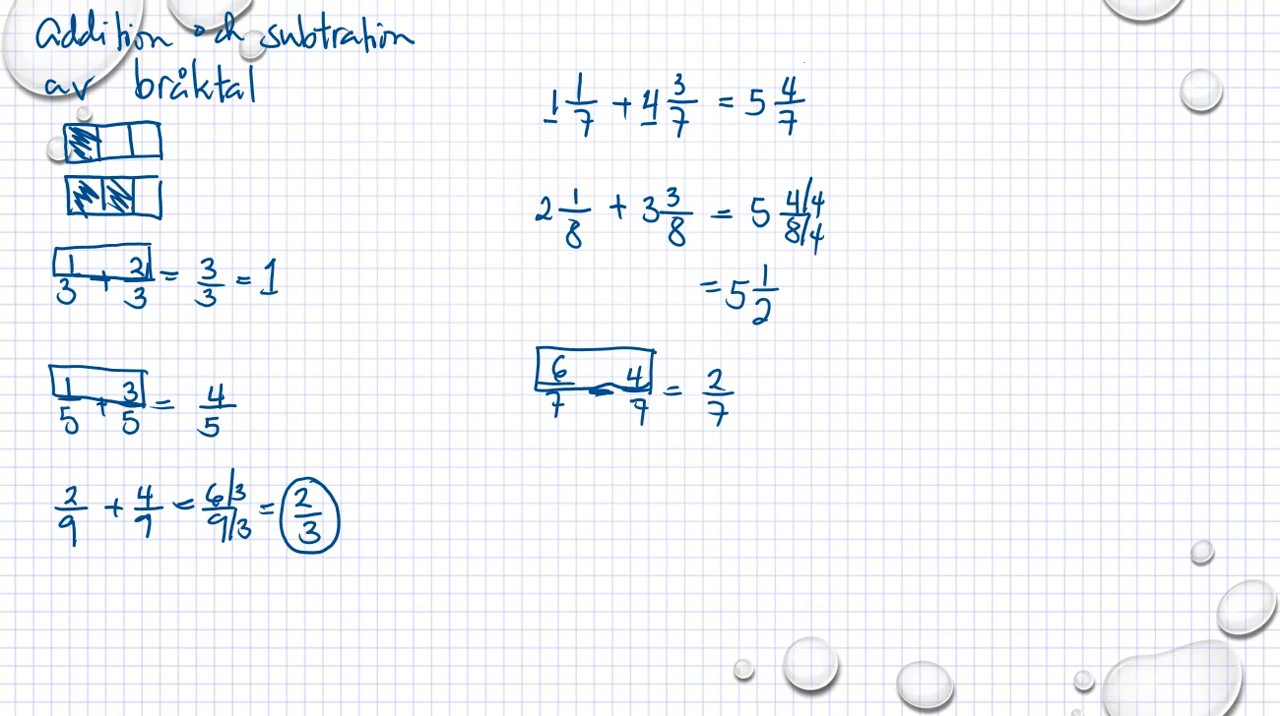 addition och subtration
av bråktal
1/3 + 2/3 = 3/3 = 1
1/5 + 3/5 = 4/5
2/9 + 4/9 = 6/3 / 9/3 = 2/3
1 1/7 + 4 3/7 = 5 4/7
2 1/8 + 3 3/8 = 5 4/4 / 8/4
= 5 1/2
6/7 - 4/7 = 2/7